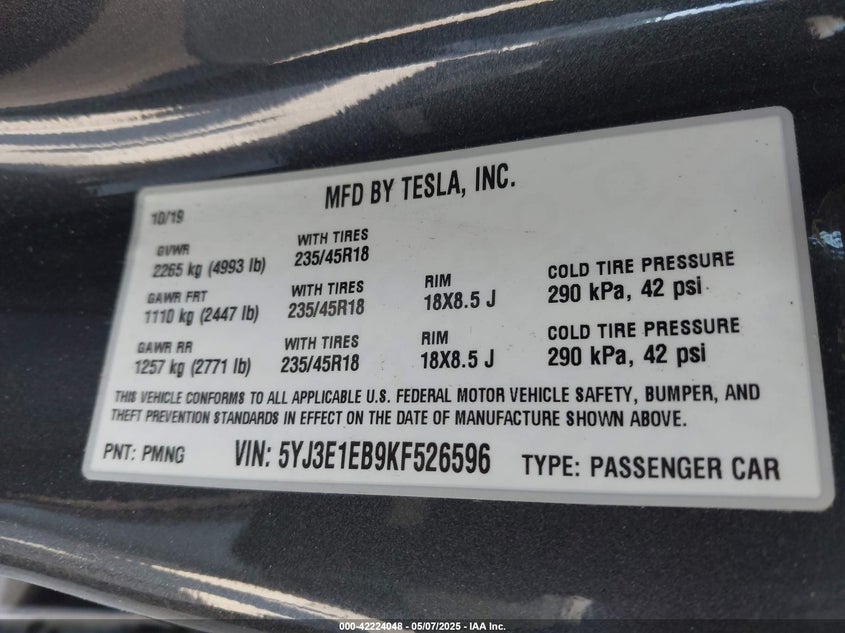 MFD BY TESLA, INC.
10/19
GVWR
2265 kg (4993 lb)
WITH TIRES
235/45R18
GAWR FRT
1110 kg (2447 lb)
WITH TIRES
235/45R18
RIM
18X8.5 J
COLD TIRE PRESSURE
290 kPa, 42 psi
GAWR RR
1257 kg (2771 lb)
WITH TIRES
235/45R18
RIM
18X8.5 J
COLD TIRE PRESSURE
290 kPa, 42 psi
THIS VEHICLE CONFORMS TO ALL APPLICABLE U.S. FEDERAL MOTOR VEHICLE SAFETY, BUMPER, AND
THEFT PREVENTION STANDARDS IN EFFECT ON THE DATE OF MANUFACTURE SHOWN ABOVE.
PNT: PMNG VIN: 5YJ3E1EB9KF526596 TYPE: PASSENGER CAR
000-42224048 - 05/07/2025 - IAA Inc.